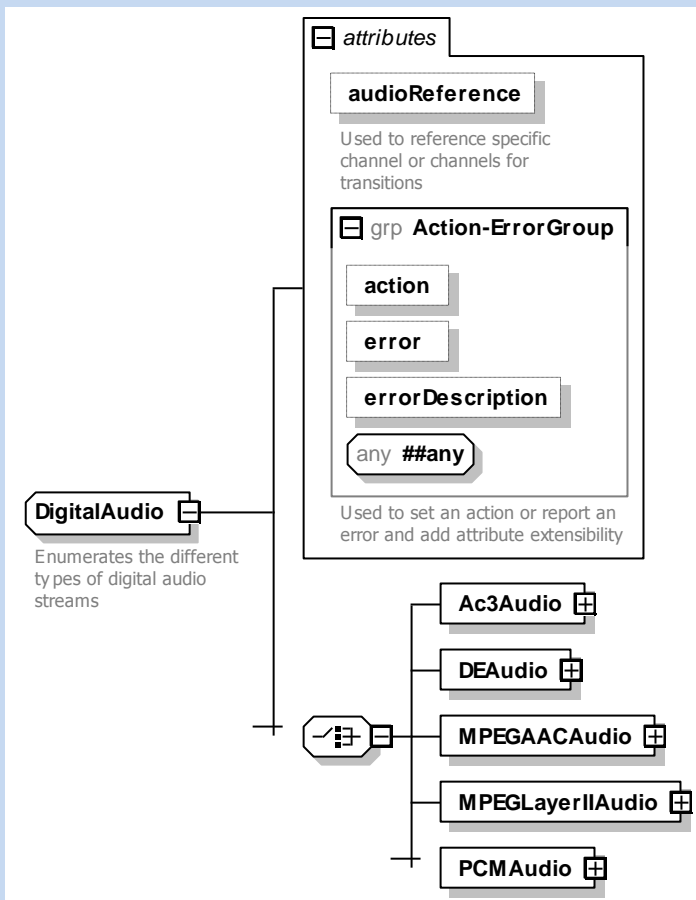 attributes
audioReference
Used to reference specific
channel or channels for
transitions
grp Action-ErrorGroup
action
error
errorDescription
any ##any
Used to set an action or report an
error and add attribute extensibility
DigitalAudio
Enumerates the different
types of digital audio
streams
Ac3Audio
DEAudio
MPEGAACAudio
MPEGLayerIIAudio
PCMAudio